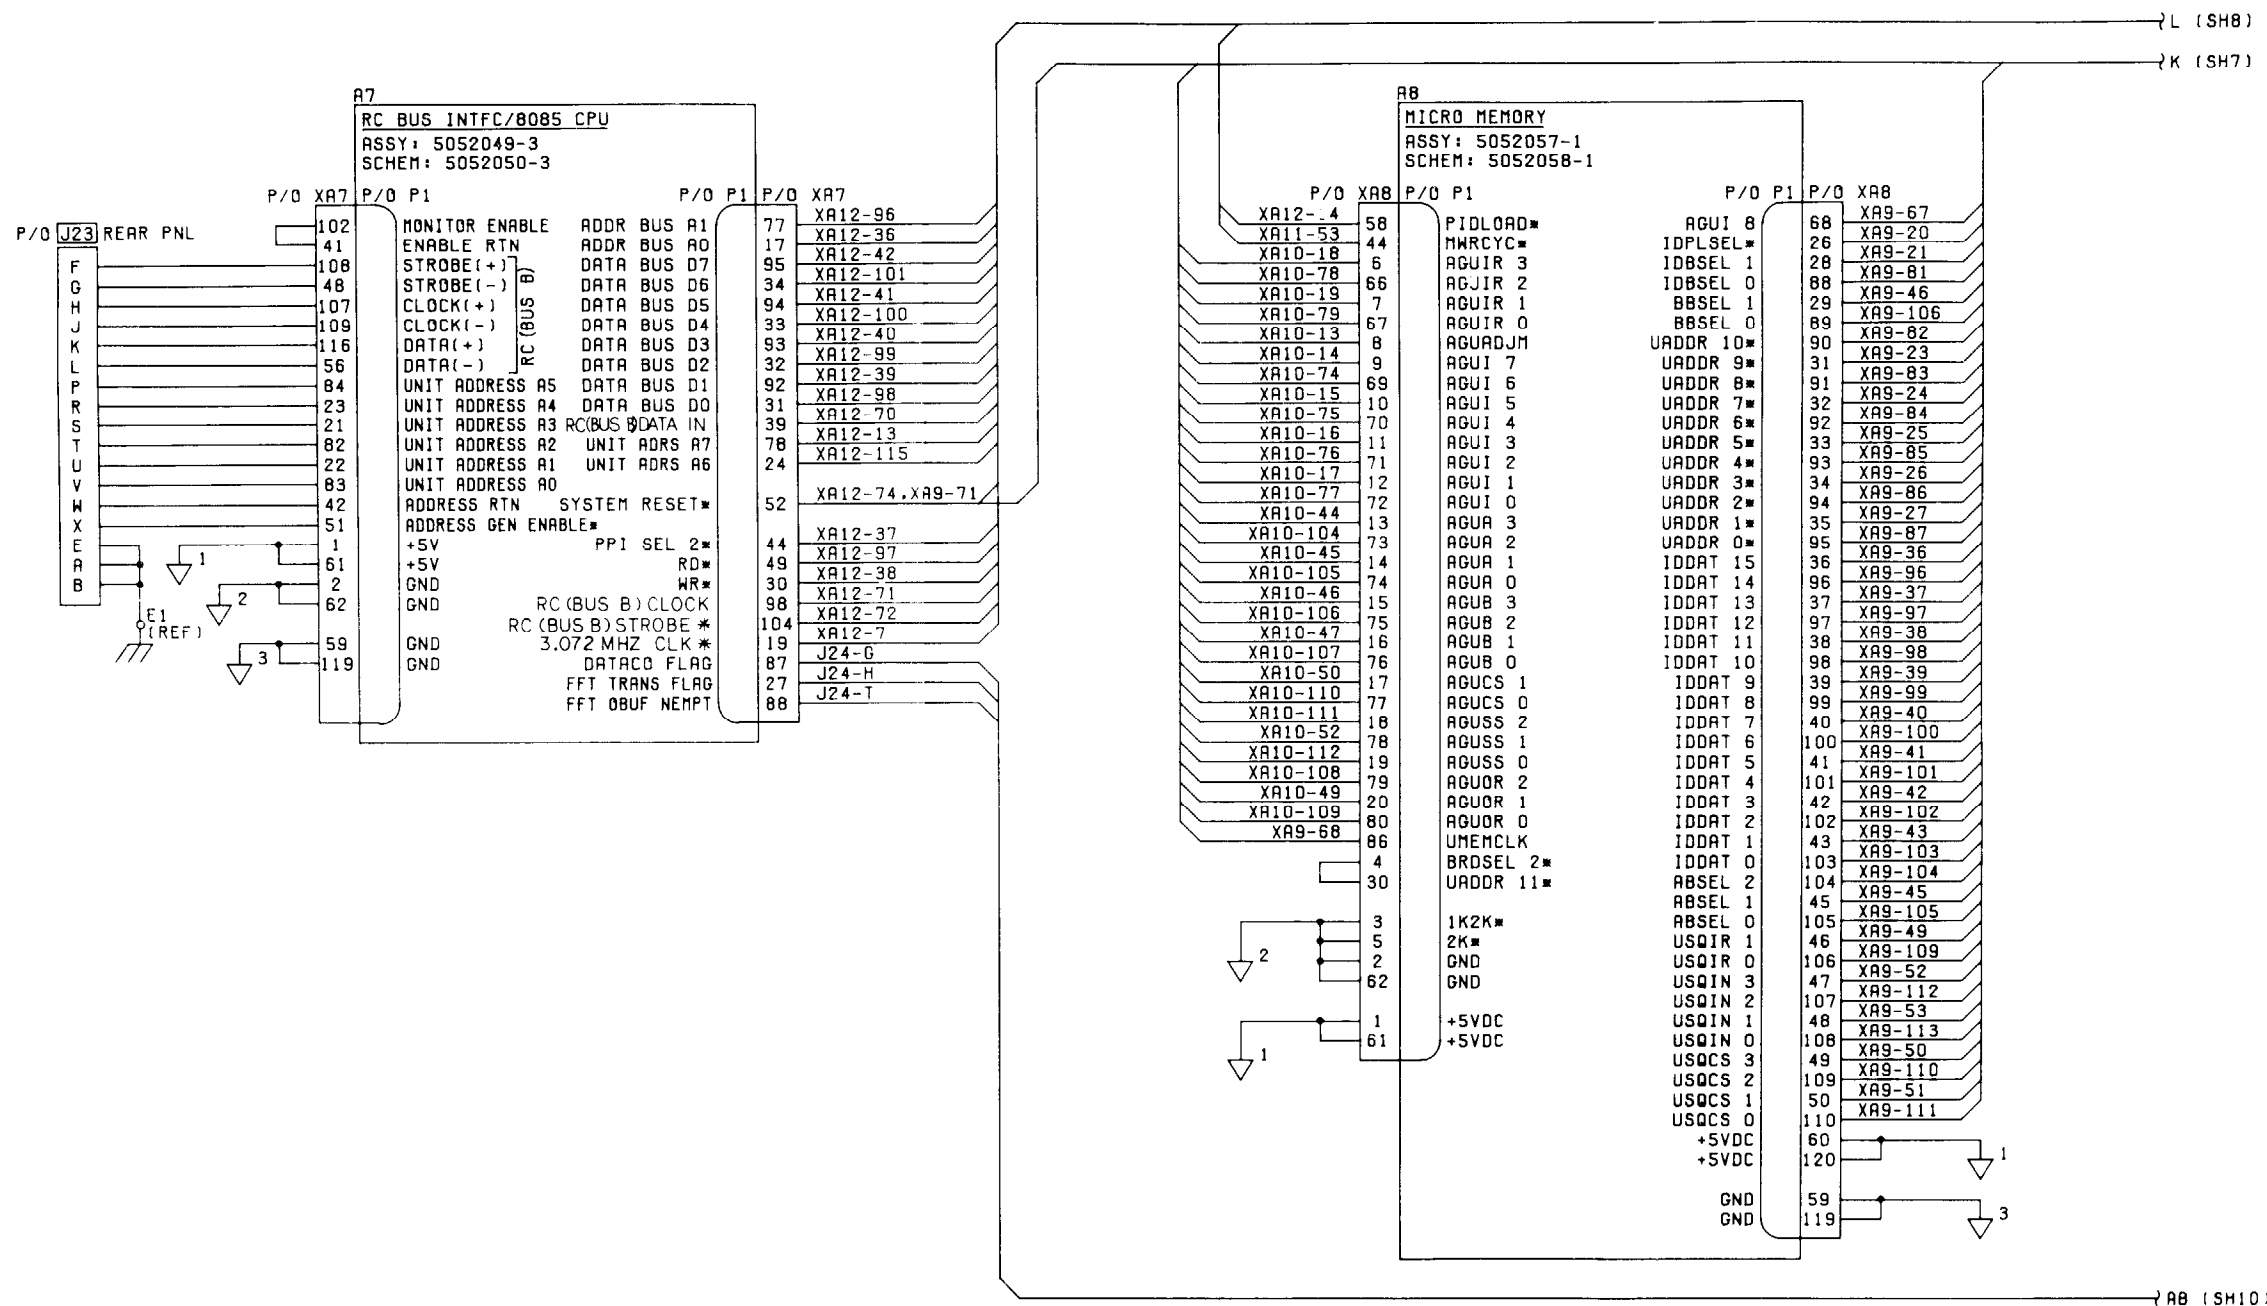 L (SH8)
K (SH7)
A7
RC BUS INTFC/8085 CPU
ASSY: 5052049-3
SCHEM: 5052050-3
P/O XA7 P/O P1
P/O P1 P/O XA7
P/O J23 REAR PNL
102 MONITOR ENABLE ADDR BUS A1 77 XA12-96
41 ENABLE RTN ADDR BUS A0 17 XA12-36
F 108 STROBE(+) DATA BUS D7 95 XA12-42
G 48 STROBE(-) DATA BUS D6 34 XA12-101
H 107 CLOCK(+) DATA BUS D5 94 XA12-41
J 109 CLOCK(-) DATA BUS D4 33 XA12-100
K 116 DATA(+) DATA BUS D3 93 XA12-40
L 56 DATA(-) DATA BUS D2 32 XA12-99
RC (BUS B)
P 84 UNIT ADDRESS A5 DATA BUS D1 92 XA12-39
R 23 UNIT ADDRESS A4 DATA BUS D0 31 XA12-98
S 21 UNIT ADDRESS A3 RC(BUS B)DATA IN 39 XA12-70
T 82 UNIT ADDRESS A2 UNIT ADRS A7 78 XA12-13
U 22 UNIT ADDRESS A1 UNIT ADRS A6 24 XA12-115
V 83 UNIT ADDRESS A0
W 42 ADDRESS RTN SYSTEM RESET* 52 XA12-74,XA9-71
X 51 ADDRESS GEN ENABLE*
E 1 1 +5V PPI SEL 2* 44 XA12-37
A 61 +5V RD* 49 XA12-97
B 2 2 GND WR* 30 XA12-38
62 GND RC (BUS B) CLOCK 98 XA12-71
E1
(REF)
RC (BUS B) STROBE * 104 XA12-72
3 59 GND 3.072 MHZ CLK * 19 XA12-7
119 GND DATACO FLAG 87 J24-G
FFT TRANS FLAG 27 J24-H
FFT OBUF NEMPT 88 J24-T
A8
MICRO MEMORY
ASSY: 5052057-1
SCHEM: 5052058-1
P/O XA8 P/O P1
P/O P1 P/O XA8
58 PIDLOAD* AGUI 8 68 XA9-67
XA11-53 44 MWRCYC* IDPLSEL* 26 XA9-20
XA10-18 6 AGUIR 3 IDBSEL 1 28 XA9-21
XA10-78 66 AGUIR 2 IDBSEL 0 88 XA9-81
XA10-19 7 AGUIR 1 BBSEL 1 29 XA9-46
XA10-79 67 AGUIR 0 BBSEL 0 89 XA9-106
XA10-13 8 AGUADJM UADDR 10* 90 XA9-82
XA10-14 9 AGUI 7 UADDR 9* 31 XA9-23
XA10-74 69 AGUI 6 UADDR 8* 91 XA9-83
XA10-15 10 AGUI 5 UADDR 7* 32 XA9-24
XA10-75 70 AGUI 4 UADDR 6* 92 XA9-84
XA10-16 11 AGUI 3 UADDR 5* 33 XA9-25
XA10-76 71 AGUI 2 UADDR 4* 93 XA9-85
XA10-17 12 AGUI 1 UADDR 3* 34 XA9-26
XA10-77 72 AGUI 0 UADDR 2* 94 XA9-86
XA10-44 13 AGUA 3 UADDR 1* 35 XA9-27
XA10-104 73 AGUA 2 UADDR 0* 95 XA9-87
XA10-45 14 AGUA 1 IDDAT 15 36 XA9-36
XA10-105 74 AGUA 0 IDDAT 14 96 XA9-96
XA10-46 15 AGUB 3 IDDAT 13 37 XA9-37
XA10-106 75 AGUB 2 IDDAT 12 97 XA9-97
XA10-47 16 AGUB 1 IDDAT 11 38 XA9-38
XA10-107 76 AGUB 0 IDDAT 10 98 XA9-98
XA10-50 17 AGUCS 1 IDDAT 9 39 XA9-39
XA10-110 77 AGUCS 0 IDDAT 8 99 XA9-99
XA10-111 18 AGUSS 2 IDDAT 7 40 XA9-40
XA10-52 78 AGUSS 1 IDDAT 6 100 XA9-100
XA10-112 19 AGUSS 0 IDDAT 5 41 XA9-41
XA10-108 79 AGUOR 2 IDDAT 4 101 XA9-101
XA10-49 20 AGUOR 1 IDDAT 3 42 XA9-42
XA10-109 80 AGUOR 0 IDDAT 2 102 XA9-102
XA9-68 86 UMEMCLK IDDAT 1 43 XA9-43
4 BRDSEL 2* IDDAT 0 103 XA9-103
30 UADDR 11* ABSEL 2 104 XA9-104
ABSEL 1 45 XA9-45
3 1K2K* ABSEL 0 105 XA9-105
5 2K* USQIR 1 46 XA9-49
2 2 GND USQIR 0 106 XA9-109
62 GND USQIN 3 47 XA9-52
USQIN 2 107 XA9-112
1 +5VDC USQIN 1 48 XA9-53
1 61 +5VDC USQIN 0 108 XA9-113
USQCS 3 49 XA9-50
USQCS 2 109 XA9-110
USQCS 1 50 XA9-51
USQCS 0 110 XA9-111
+5VDC 60
+5VDC 120 1
GND 59
GND 119 3
AB (SH10)